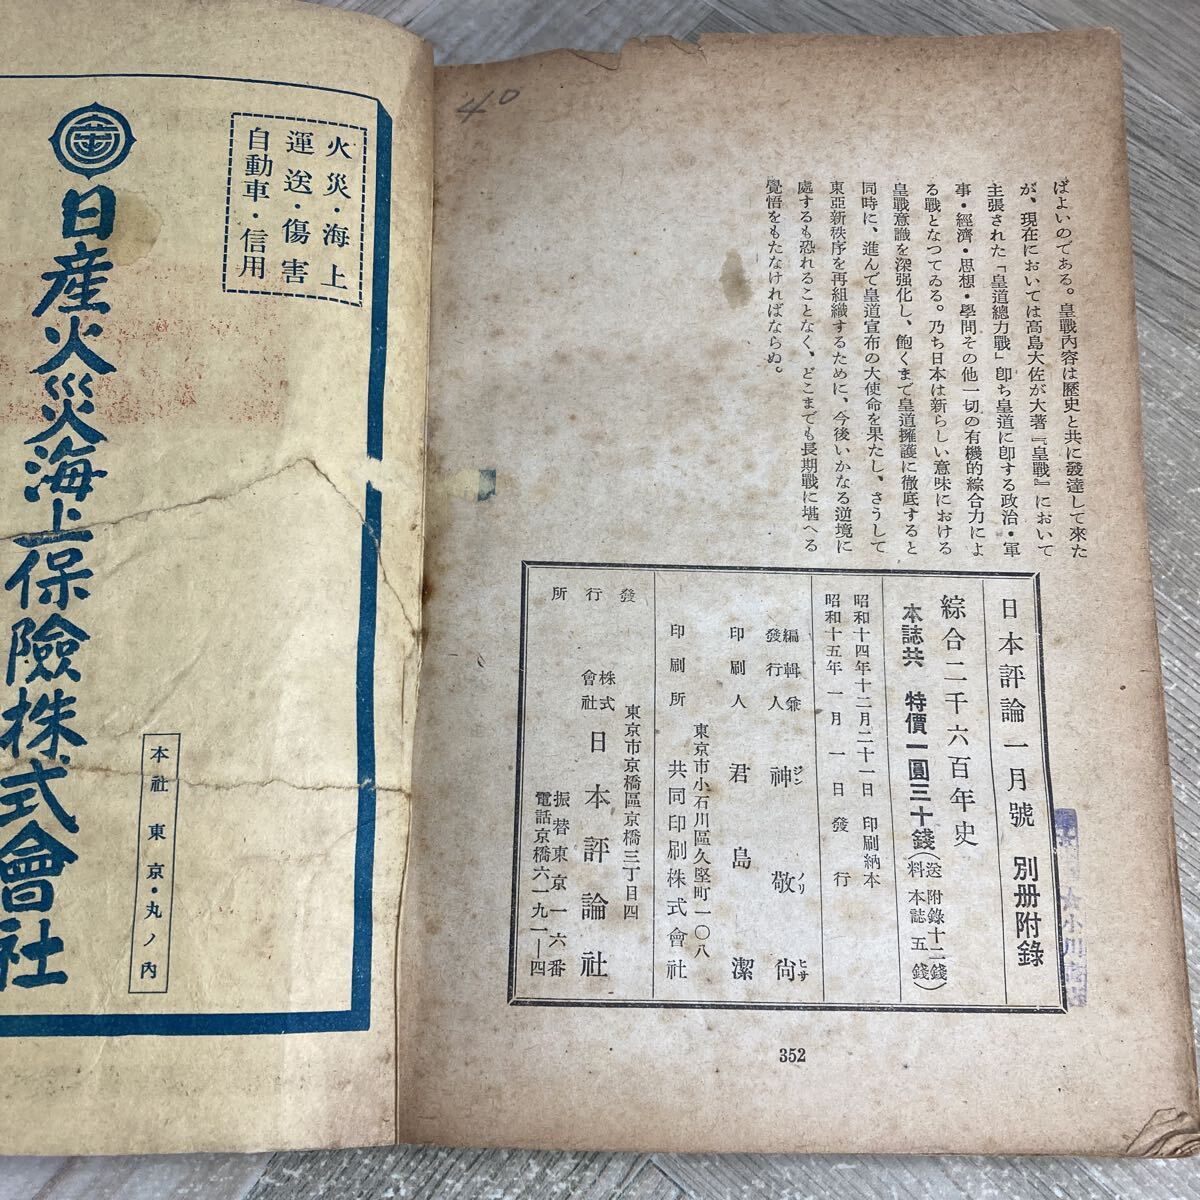 40
ばよいのである。皇戰內容は歷史と共に發達して來た
が、現在においては高島大佐が大著『皇戰』において
主張された「皇道總力戰」卽ち皇道に卽する政治・軍
事・經濟・思想・學問その他一切の有機的綜合力によ
る戰となつてゐる。乃ち日本は新らしい意味における
皇戰意識を深强化し、飽くまで皇道擁護に徹底すると
同時に、進んで皇道宣布の大使命を果たし、さうして
東亞新秩序を再組織するために、今後いかなる逆境に
處するも恐れることなく、どこまでも長期戰に堪へる
覺悟をもたなければならぬ。
日本評論一月號 別册附錄
綜合二千六百年史
本誌共 特價一圓三十錢(送料 附錄十二錢 本誌五錢)
昭和十四年十二月二十一日 印刷納本
昭和十五年一月一日發行
編輯兼發行人 神敬尙
ジン ノリ ヒサ
印刷人 君島潔
東京市小石川區久堅町一〇八
印刷所 共同印刷株式會社
東京市京橋區京橋三丁目四
發行所 株式會社 日本評論社
振替東京一六番
電話京橋六一九一―四
352
火災・海上
運送・傷害
自動車・信用
日產火災海上保險株式會社
本社 東京・丸ノ內